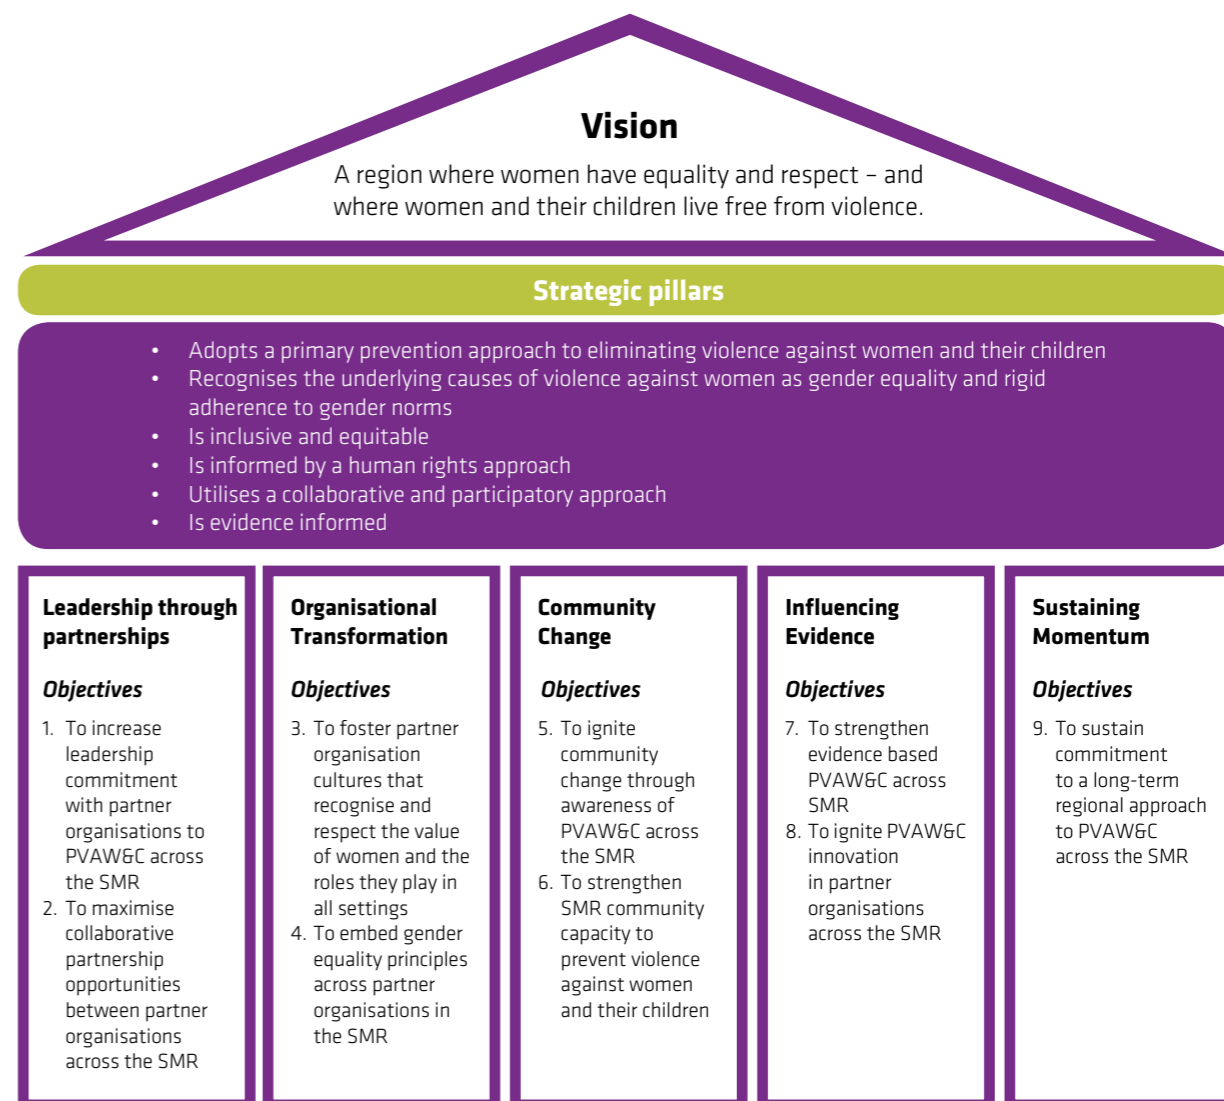 Vision
A region where women have equality and respect – and
where women and their children live free from violence.
Strategic pillars
• Adopts a primary prevention approach to eliminating violence against women and their children
• Recognises the underlying causes of violence against women as gender equality and rigid
adherence to gender norms
• Is inclusive and equitable
• Is informed by a human rights approach
• Utilises a collaborative and participatory approach
• Is evidence informed
Leadership through
partnerships
Objectives
1. To increase
leadership
commitment
with partner
organisations to
PVAW&C across
the SMR
2. To maximise
collaborative
partnership
opportunities
between partner
organisations
across the SMR
Organisational
Transformation
Objectives
3. To foster partner
organisation
cultures that
recognise and
respect the value
of women and the
roles they play in
all settings
4. To embed gender
equality principles
across partner
organisations in
the SMR
Community
Change
Objectives
5. To ignite
community
change through
awareness of
PVAW&C across
the SMR
6. To strengthen
SMR community
capacity to
prevent violence
against women
and their children
Influencing
Evidence
Objectives
7. To strengthen
evidence based
PVAW&C across
SMR
8. To ignite PVAW&C
innovation
in partner
organisations
across the SMR
Sustaining
Momentum
Objectives
9. To sustain
commitment
to a long-term
regional approach
to PVAW&C
across the SMR